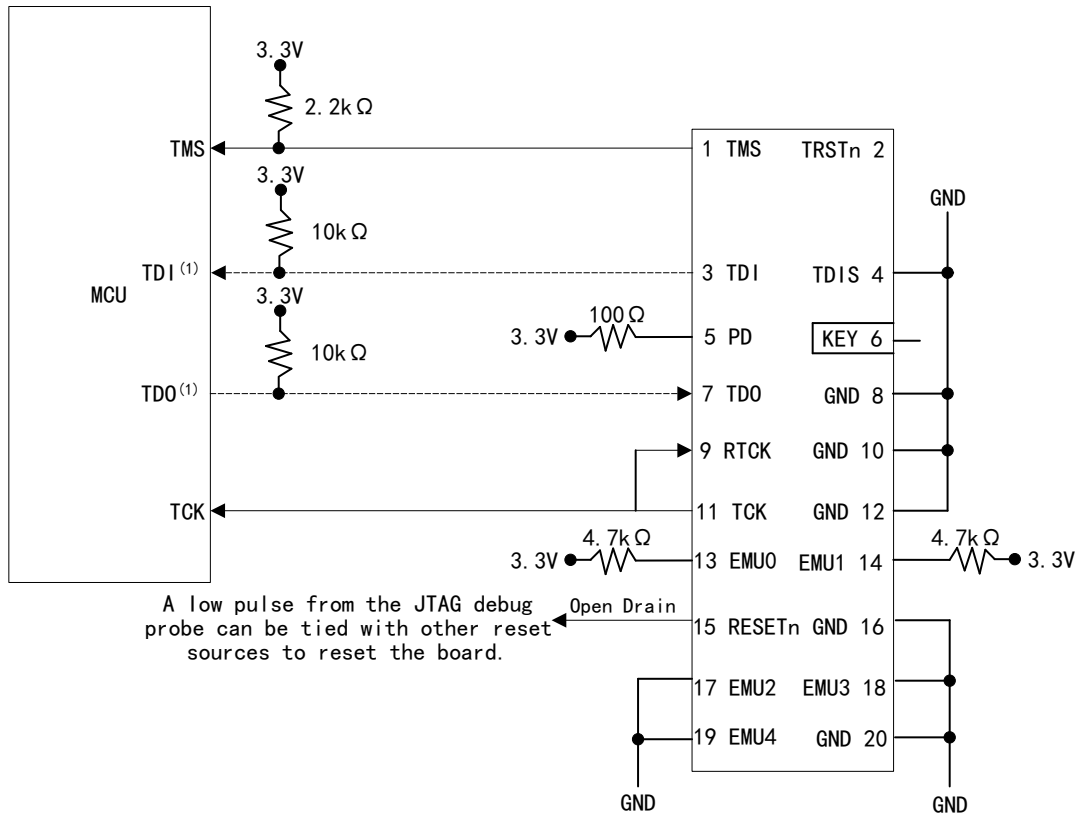 3.3V
2.2kΩ
TMS
1 TMS
TRSTn 2
3.3V
GND
10kΩ
TDI(1)
3 TDI
TDIS 4
MCU
3.3V
100Ω
3.3V
5 PD
KEY 6
10kΩ
TDO(1)
7 TDO
GND 8
9 RTCK
GND 10
TCK
11 TCK
GND 12
4.7kΩ
4.7kΩ
3.3V
13 EMU0
EMU1 14
3.3V
A low pulse from the JTAG debug
probe can be tied with other reset
sources to reset the board.
Open Drain
15 RESETn
GND 16
17 EMU2
EMU3 18
19 EMU4
GND 20
GND
GND